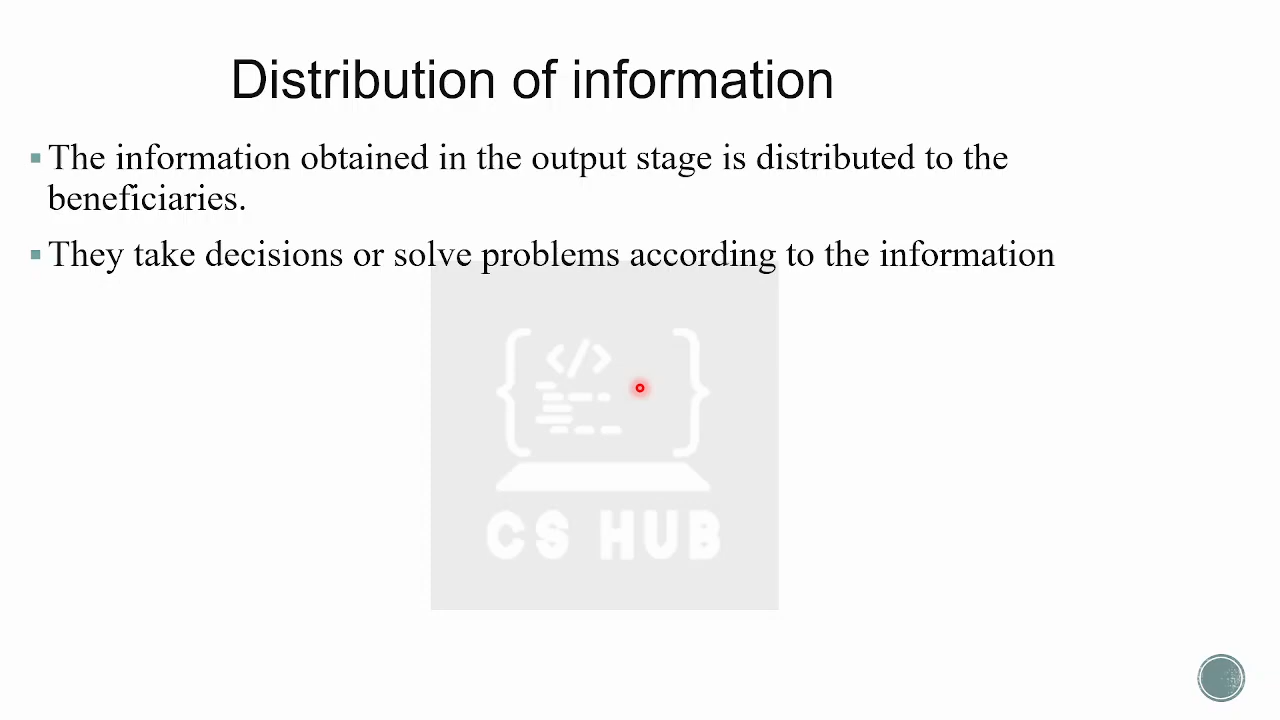 Distribution of information
The information obtained in the output stage is distributed to the
beneficiaries.
They take decisions or solve problems according to the information
</>
CS HUB